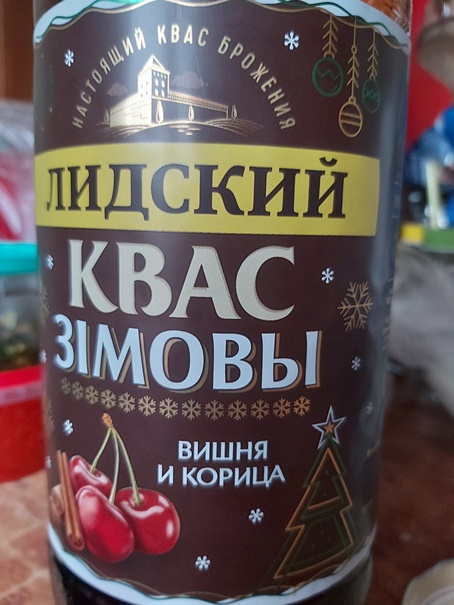 НАСТОЯЩИЙ КВАС БРОЖЕНИЯ
ЛИДСКИЙ
КВАС
ЗІМОВЫ
ВИШНЯ
И КОРИЦА